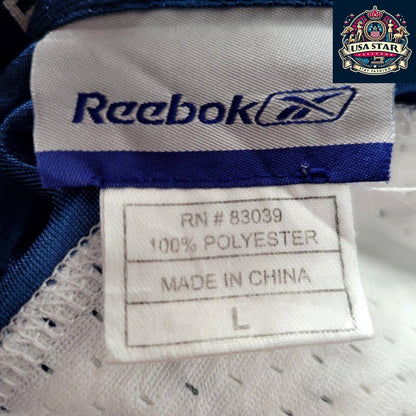 USA STAR
Reebok
RN # 83039
100% POLYESTER
MADE IN CHINA
L